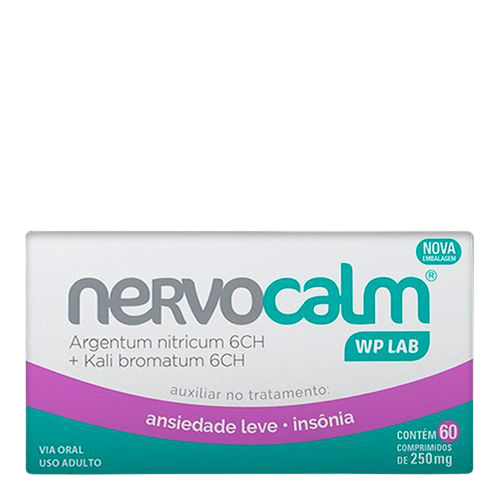 NOVA
EMBALAGEM
nervocalm®
WP LAB
Argentum nitricum 6CH
+ Kali bromatum 6CH
auxiliar no tratamento:
ansiedade leve • insônia
VIA ORAL
USO ADULTO
CONTÉM 60
COMPRIMIDOS
DE 250mg